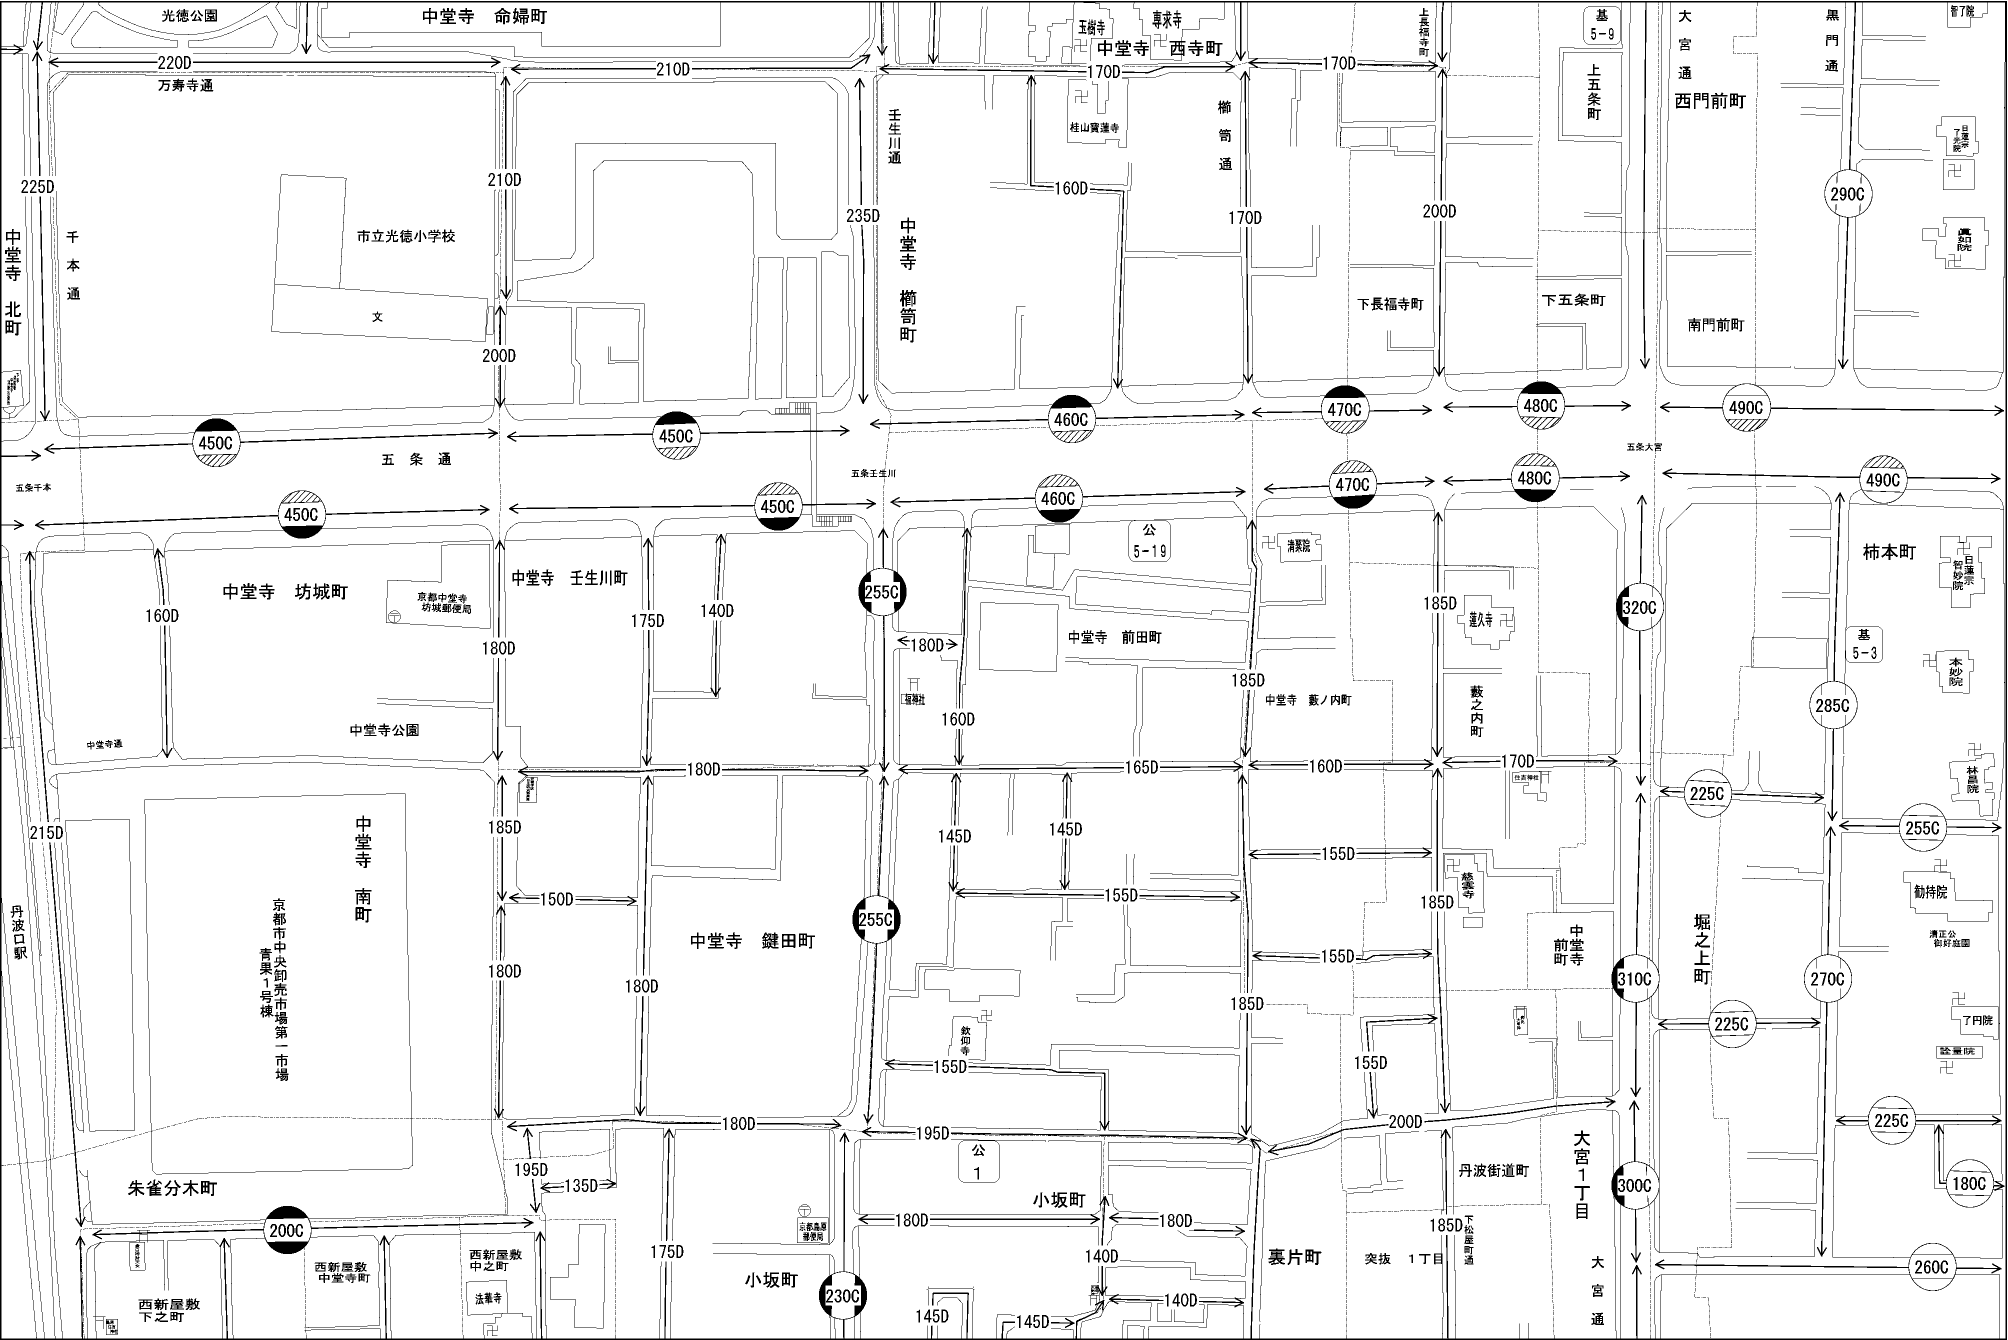 光徳公園
中堂寺　命婦町
玉樹寺
専求寺
中堂寺　西寺町
上長福寺町
基
5-9
大宮通
黒門通
智了院
220D
210D
170D
170D
万寿寺通
壬生川通
桂山寶蓮寺
櫛笥通
上五条町
西門前町
日蓮宗
了光院
225D
210D
235D
160D
170D
200D
290C
中堂寺　北町
千本通
市立光徳小学校
文
中堂寺　櫛笥町
眞如院
下長福寺町
下五条町
南門前町
200D
450C
450C
460C
470C
480C
490C
五条通
五条千本
五条壬生川
五条大宮
450C
450C
460C
470C
480C
490C
公
5-19
清聚院
柿本町
日蓮宗
智妙院
中堂寺　坊城町
京都中堂寺
坊城郵便局
中堂寺　壬生川町
255C
320C
160D
180D
175D
140D
180D
中堂寺　前田町
185D
蓮久寺
基
5-3
本妙院
185D
福神社
中堂寺　藪ノ内町
藪之内町
285C
160D
中堂寺公園
中堂寺通
180D
165D
160D
170D
住吉神社
林昌院
225C
255C
215D
185D
145D
145D
155D
中堂寺　南町
150D
155D
185D
慈雲寺
勧持院
255C
丹波口駅
京都市中央卸売市場第一市場
青果1号棟
中堂寺　鍵田町
中堂寺
前町
堀之上町
清正公
御好庭園
180D
180D
155D
310C
270C
185D
225C
了円院
欽仰寺
詮量院
155D
155D
180D
195D
200D
225C
公
1
195D
135D
朱雀分木町
小坂町
丹波街道町
大宮1丁目
300C
180C
200C
京都島原
郵便局
180D
180D
185D
下松屋町通
175D
140D
西新屋敷
中之町
西新屋敷
中堂寺町
小坂町
裏片町
突抜　1丁目
大宮通
260C
230C
法華寺
西新屋敷
下之町
145D
145D
140D